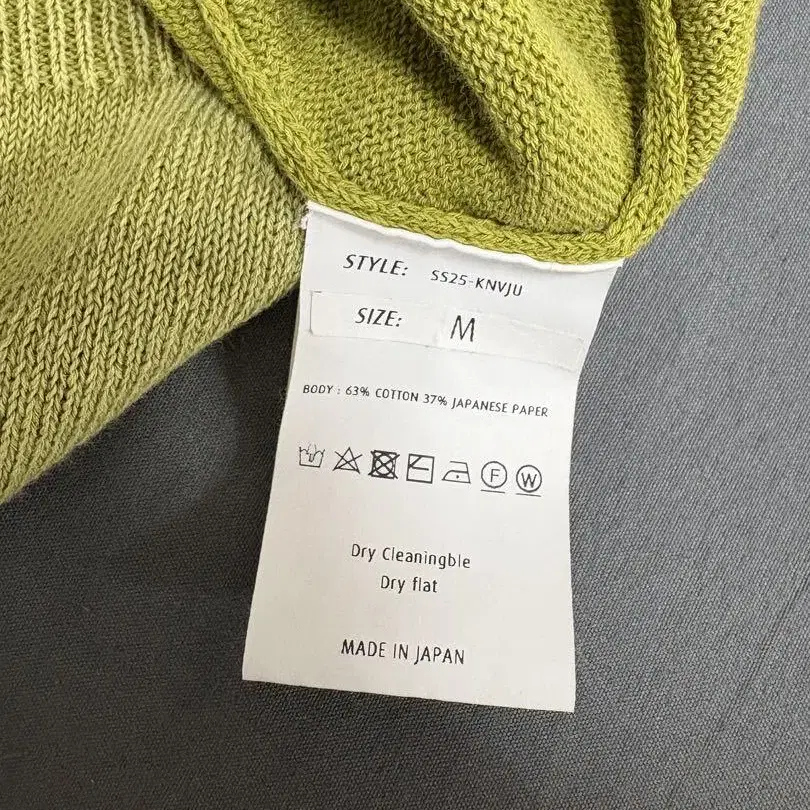 STYLE: SS25-KNVJU
SIZE: M
BODY : 63% COTTON 37% JAPANESE PAPER
F W
Dry Cleaningble
Dry flat
MADE IN JAPAN